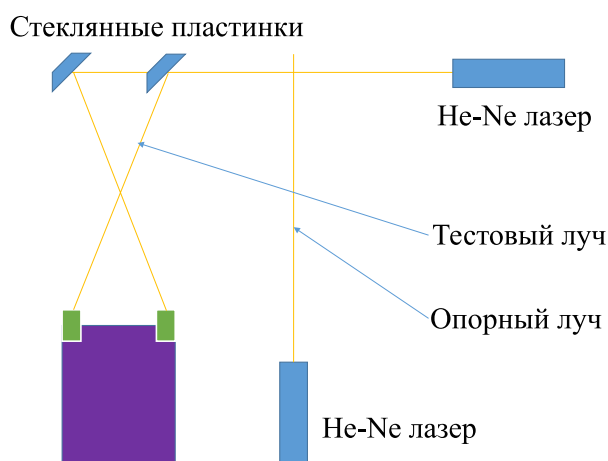 Стеклянные пластинки
He-Ne лазер
Тестовый луч
Опорный луч
He-Ne лазер